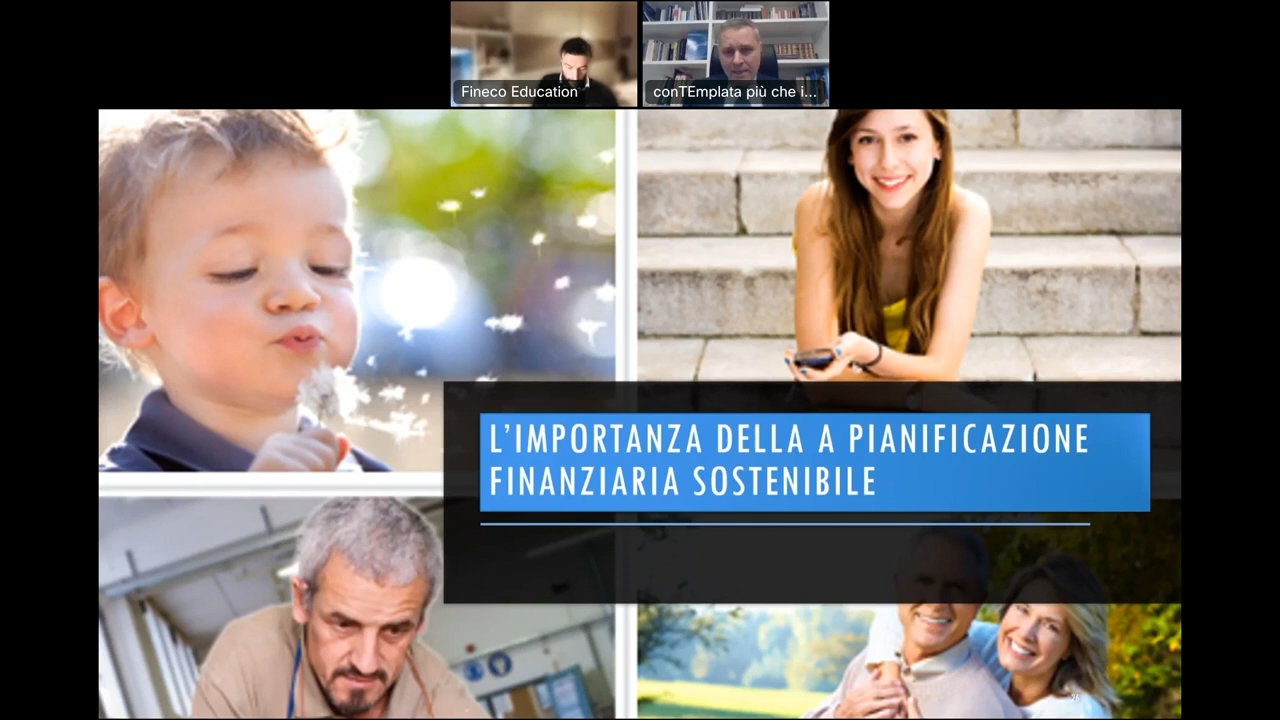 Fineco Education
conTEmplata più che i...
L'IMPORTANZA DELLA A PIANIFICAZIONE
FINANZIARIA SOSTENIBILE